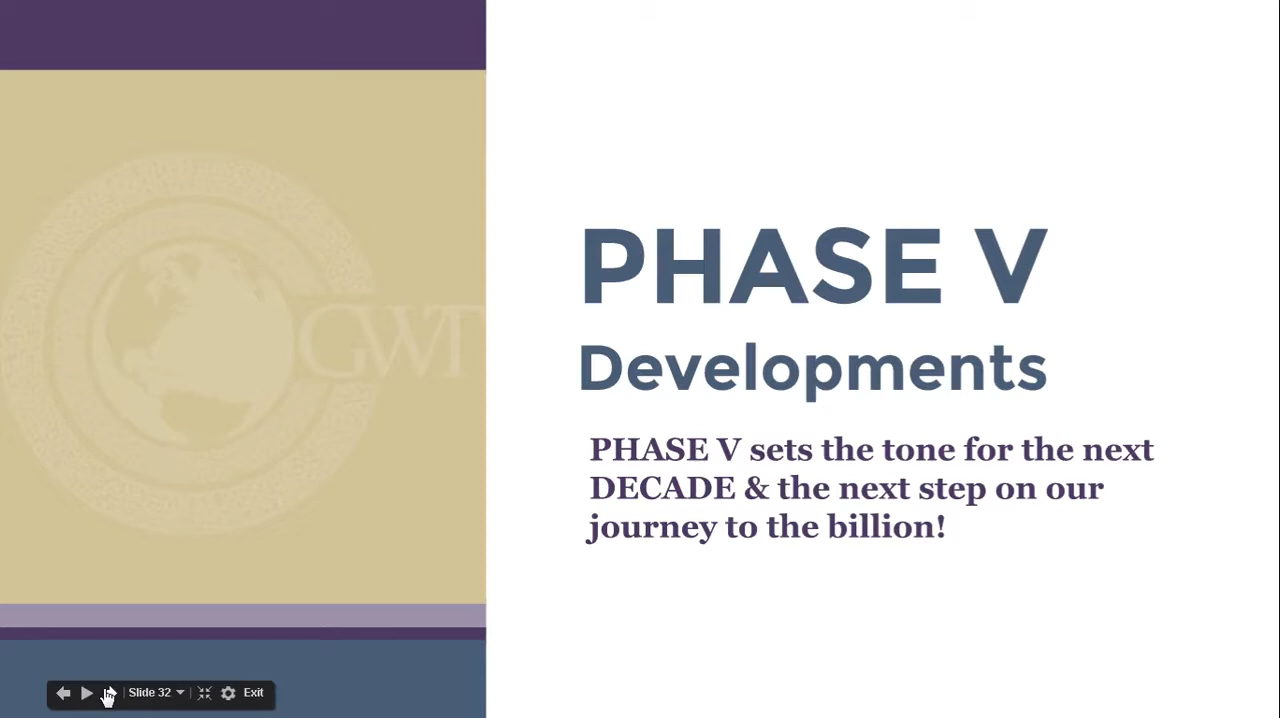 PHASE V
Developments
PHASE V sets the tone for the next
DECADE & the next step on our
journey to the billion!
GWT
Slide 32
Exit